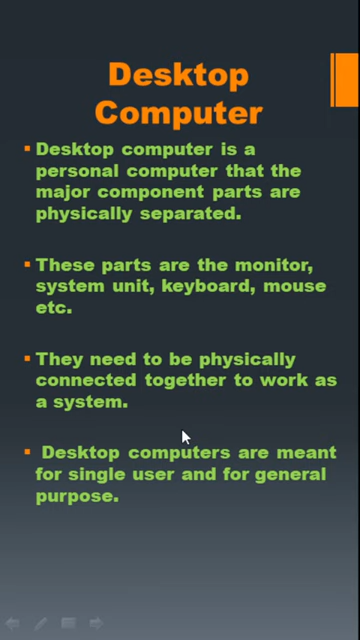 Desktop
Computer
Desktop computer is a
personal computer that the
major component parts are
physically separated.
These parts are the monitor,
system unit, keyboard, mouse
etc.
They need to be physically
connected together to work as
a system.
Desktop computers are meant
for single user and for general
purpose.